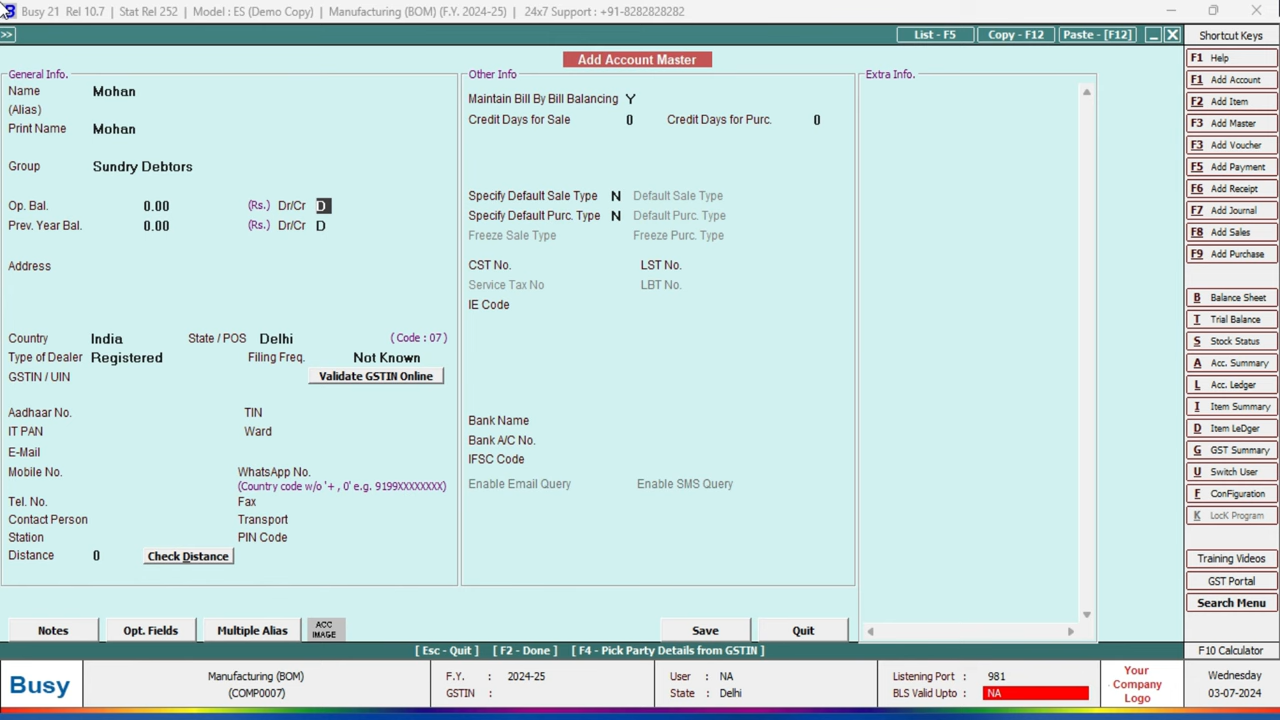 Busy 21 Rel 10.7 | Stat Rel 252 | Model : ES (Demo Copy) | Manufacturing (BOM) (F.Y. 2024-25) | 24x7 Support : +91-8282828282
>> List - F5 Copy - F12 Paste - [F12] Shortcut Keys
Add Account Master
General Info.
Name Mohan
(Alias)
Print Name Mohan
Group Sundry Debtors
Op. Bal. 0.00 (Rs.) Dr/Cr D
Prev. Year Bal. 0.00 (Rs.) Dr/Cr D
Address
Country India State / POS Delhi (Code : 07)
Type of Dealer Registered Filing Freq. Not Known
GSTIN / UIN Validate GSTIN Online
Aadhaar No. TIN
IT PAN Ward
E-Mail
Mobile No. WhatsApp No.
(Country code w/o '+ , 0' e.g. 9199XXXXXXXX)
Tel. No. Fax
Contact Person Transport
Station PIN Code
Distance 0 Check Distance
Other Info
Maintain Bill By Bill Balancing Y
Credit Days for Sale 0 Credit Days for Purc. 0
Specify Default Sale Type N Default Sale Type
Specify Default Purc. Type N Default Purc. Type
Freeze Sale Type Freeze Purc. Type
CST No. LST No.
Service Tax No LBT No.
IE Code
Bank Name
Bank A/C No.
IFSC Code
Enable Email Query Enable SMS Query
Extra Info.
Notes Opt. Fields Multiple Alias ACC IMAGE Save Quit
[ Esc - Quit ] [ F2 - Done ] [ F4 - Pick Party Details from GSTIN ]
F1 Help
F1 Add Account
F2 Add Item
F3 Add Master
F3 Add Voucher
F5 Add Payment
F6 Add Receipt
F7 Add Journal
F8 Add Sales
F9 Add Purchase
B Balance Sheet
T Trial Balance
S Stock Status
A Acc. Summary
L Acc. Ledger
I Item Summary
D Item LeDger
G GST Summary
U Switch User
F ConFiguration
K LocK Program
Training Videos
GST Portal
Search Menu
F10 Calculator
Busy
Manufacturing (BOM)
(COMP0007)
F.Y. : 2024-25
GSTIN :
User : NA
State : Delhi
Listening Port : 981
BLS Valid Upto : NA
Your
Company
Logo
Wednesday
03-07-2024